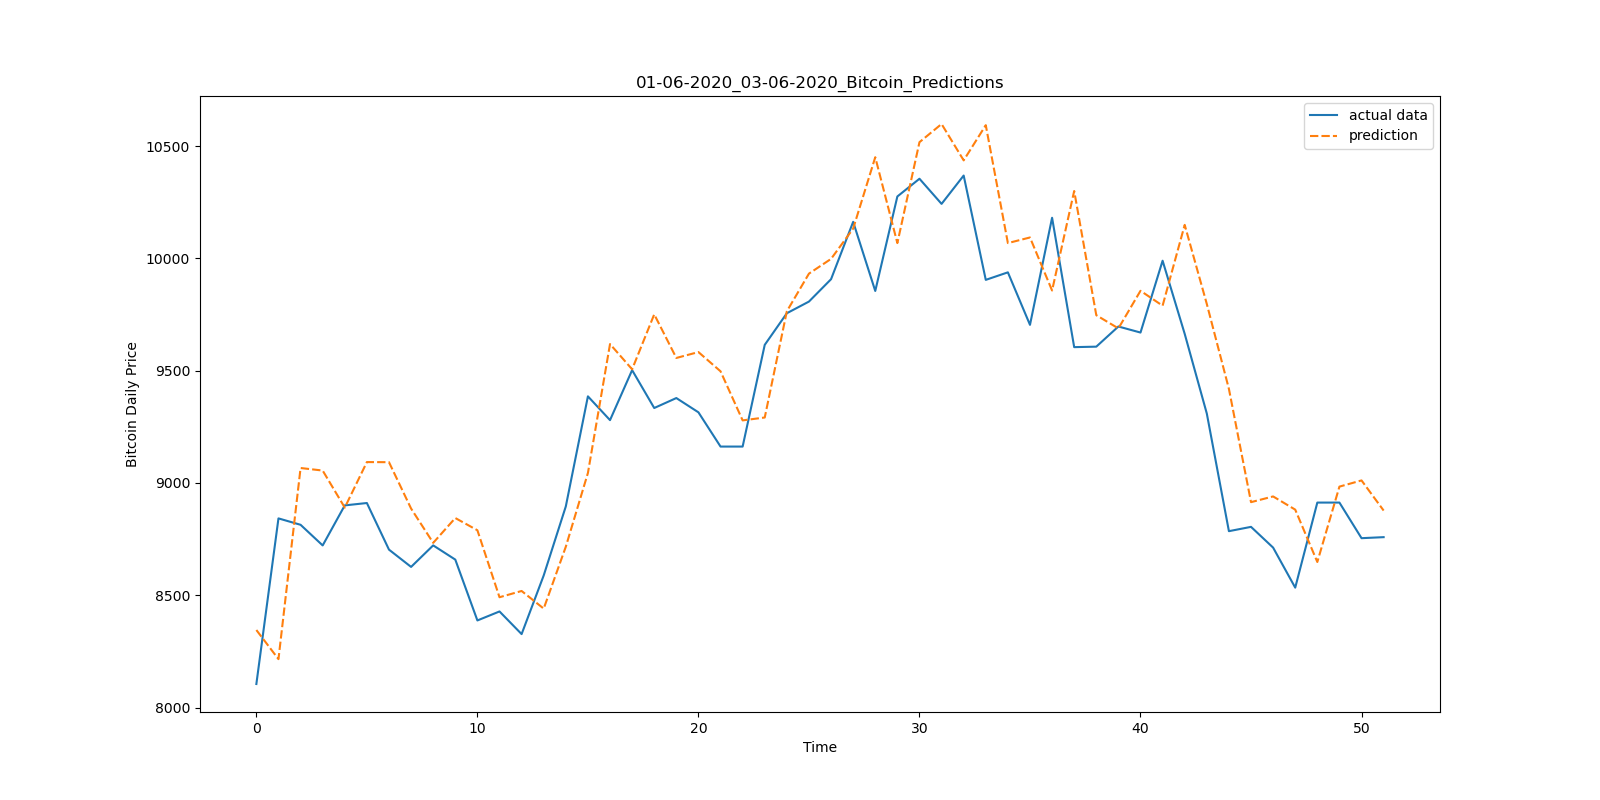 01-06-2020_03-06-2020_Bitcoin_Predictions
actual data
prediction
10500
10000
9500
9000
8500
8000
Bitcoin Daily Price
0 10 20 30 40 50
Time